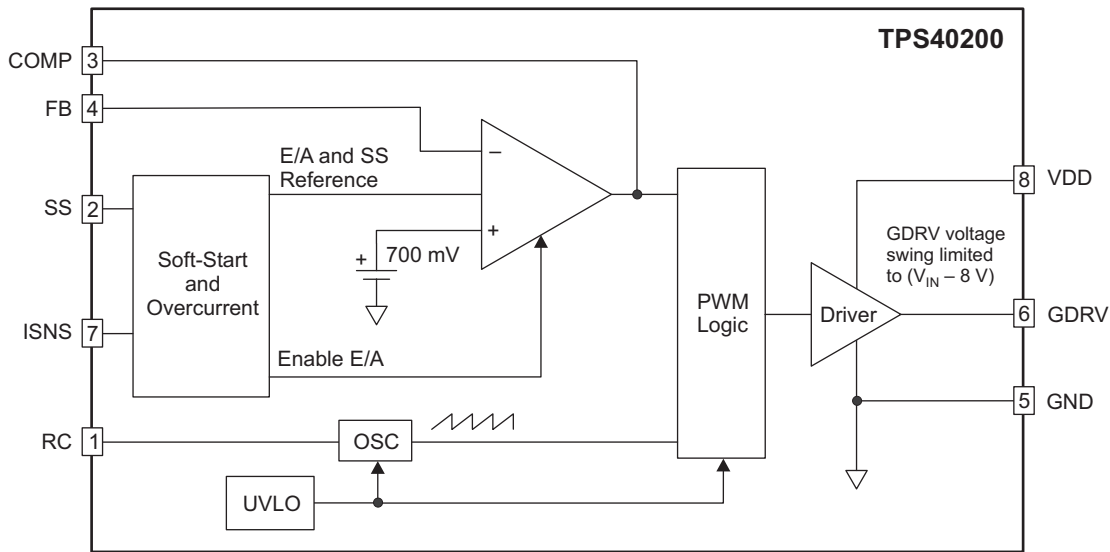 TPS40200
COMP 3
FB 4
E/A and SS
Reference
SS 2
8 VDD
GDRV voltage
swing limited
to (VIN – 8 V)
+ 700 mV
−
+
Soft-Start
and
Overcurrent
PWM
Logic
Driver
6 GDRV
ISNS 7
Enable E/A
5 GND
RC 1
OSC
UVLO